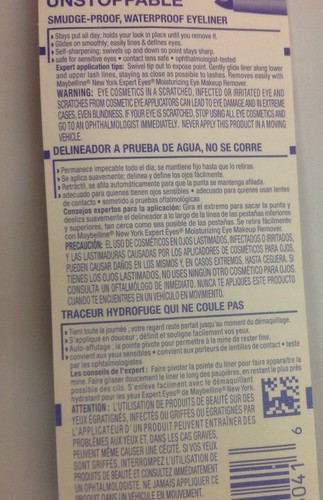 UNSTOPPABLE
SMUDGE-PROOF, WATERPROOF EYELINER
Stays put all day; holds your look in place until you remove it.
Glides on smoothly; easily lines & defines eyes.
Self-sharpening; swivels up and down so point stays sharp.
safe for sensitive eyes • contact lens safe • ophthalmologist-tested
Expert application tips: Swivel tip out to expose point. Gently glide liner along lower
and upper lash lines, staying as close as possible to lashes. Removes easily with
Maybelline® New York Expert Eyes® Moisturizing Eye Makeup Remover.
WARNING: EYE COSMETICS IN A SCRATCHED, INFECTED OR IRRITATED EYE AND
SCRATCHES FROM COSMETIC EYE APPLICATORS CAN LEAD TO EYE DAMAGE AND IN EXTREME
CASES, EVEN BLINDNESS. IF YOUR EYE IS SCRATCHED, STOP USING ALL EYE COSMETICS AND
GO TO AN OPHTHALMOLOGIST IMMEDIATELY. NEVER APPLY THIS PRODUCT IN A MOVING
VEHICLE.
DELINEADOR A PRUEBA DE AGUA, NO SE CORRE
Permanece impecable todo el día; se mantiene fijo hasta que lo retiras.
Se aplica suavemente; delinea y define los ojos fácilmente.
Retráctil, se afila automáticamente para que la punta se mantenga afilada.
adecuado para quienes tienen ojos sensibles • adecuado para quienes usan lentes
de contacto • sometido a pruebas oftalmológicas
Consejos expertos para la aplicación: Gira el extremo para sacar la punta y
desliza suavemente el delineador a lo largo de la línea de las pestañas inferiores
y superiores, tan cerca como sea posible de las pestañas. Se retira fácilmente
con Maybelline® New York Expert Eyes® Moisturizing Eye Makeup Remover.
PRECAUCIÓN: EL USO DE COSMÉTICOS EN OJOS LASTIMADOS, INFECTADOS O IRRITADOS,
Y LAS LASTIMADURAS CAUSADAS POR LOS APLICADORES DE COSMÉTICOS PARA OJOS,
PUEDEN CAUSAR DAÑOS EN LOS MISMOS Y, EN CASOS EXTREMOS, HASTA CEGUERA. SI
TIENES LOS OJOS LASTIMADOS, NO USES NINGÚN OTRO COSMÉTICO PARA OJOS.
CONSULTA UN OFTALMÓLOGO DE INMEDIATO. NUNCA TE APLIQUES ESTE PRODUCTO
CUANDO TE ENCUENTRES EN UN VEHÍCULO EN MOVIMIENTO.
TRACEUR HYDROFUGE QUI NE COULE PAS
Tient toute la journée; votre regard reste parfait jusqu'au moment du démaquillage.
S'applique en douceur; définit et souligne facilement vos yeux.
Auto-affûtage; la pointe pivote pour permettre à la mine de rester fine.
convient aux yeux sensibles • convient aux porteurs de lentilles de contact • testé
par les ophtalmologistes
Les conseils de l'expert: Faire pivoter la pointe du liner pour faire apparaître la
mine. Faire glisser doucement le liner le long des paupières, en restant le plus près
possible des cils. S'enlève facilement avec le démaquillant
hydratant pour les yeux Expert Eyes® de Maybelline® New York.
ATTENTION: L'UTILISATION DE PRODUITS DE BEAUTÉ SUR DES
YEUX ÉGRATIGNÉS, INFECTÉS OU GRIFFÉS OU ÉGRATIGNÉS PAR
L'APPLICATEUR D'UN PRODUIT PEUVENT ENTRAÎNER DES
PROBLÈMES AUX YEUX ET, DANS LES CAS GRAVES,
PEUVENT MÊME CAUSER UNE CÉCITÉ. SI VOS YEUX
SONT GRIFFÉS, INTERROMPEZ L'UTILISATION DE
PRODUITS DE BEAUTÉ ET CONSULTEZ IMMÉDIATEMENT
UN OPHTALMOLOGISTE. NE JAMAIS APPLIQUER CE
PRODUIT DANS UN VÉHICULE EN MOUVEMENT.
041 6